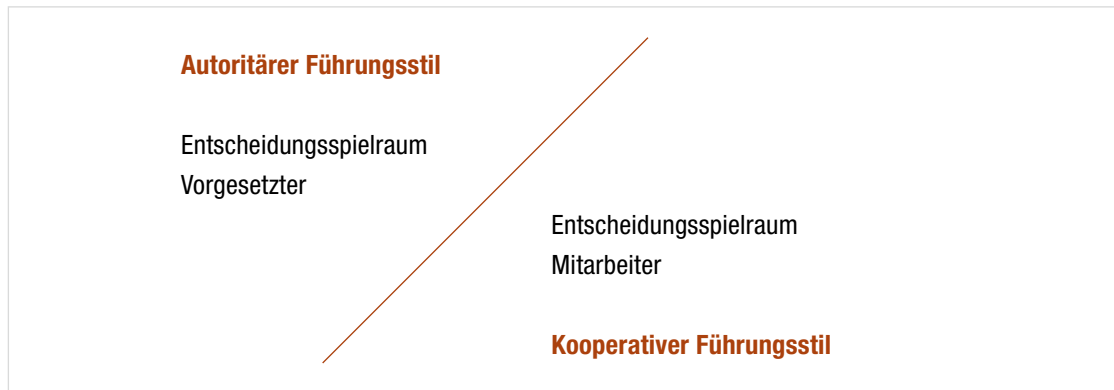 Autoritärer Führungsstil
Entscheidungsspielraum
Vorgesetzter
Entscheidungsspielraum
Mitarbeiter
Kooperativer Führungsstil